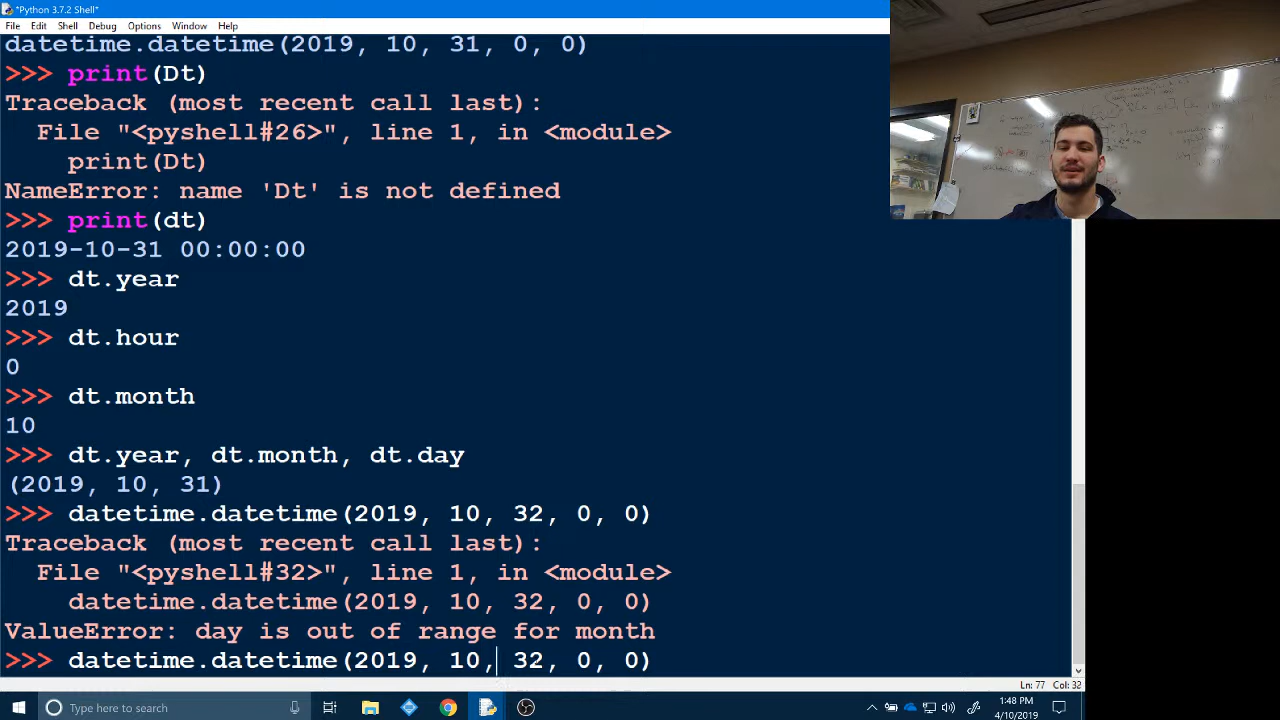 *Python 3.7.2 Shell*
File Edit Shell Debug Options Window Help
datetime.datetime(2019, 10, 31, 0, 0)
>>> print(Dt)
Traceback (most recent call last):
  File "<pyshell#26>", line 1, in <module>
    print(Dt)
NameError: name 'Dt' is not defined
>>> print(dt)
2019-10-31 00:00:00
>>> dt.year
2019
>>> dt.hour
0
>>> dt.month
10
>>> dt.year, dt.month, dt.day
(2019, 10, 31)
>>> datetime.datetime(2019, 10, 32, 0, 0)
Traceback (most recent call last):
  File "<pyshell#32>", line 1, in <module>
    datetime.datetime(2019, 10, 32, 0, 0)
ValueError: day is out of range for month
>>> datetime.datetime(2019, 10, 32, 0, 0)
Ln: 77 Col: 32
Type here to search
1:48 PM
4/10/2019